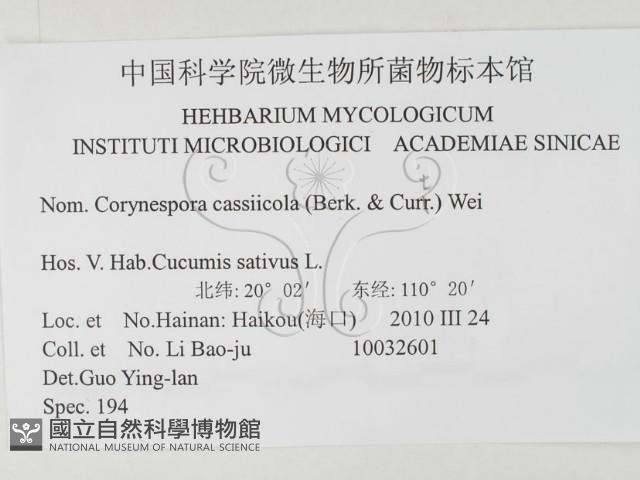 中国科学院微生物所菌物标本馆
HEHBARIUM MYCOLOGICUM
INSTITUTI MICROBIOLOGICI ACADEMIAE SINICAE
Nom. Corynespora cassiicola (Berk. & Curr.) Wei
Hos. V. Hab.Cucumis sativus L.
北纬: 20° 02′ 东经: 110° 20′
Loc. et No.Hainan: Haikou(海口) 2010 III 24
Coll. et No. Li Bao-ju 10032601
Det.Guo Ying-lan
Spec. 194
國立自然科學博物館
NATIONAL MUSEUM OF NATURAL SCIENCE